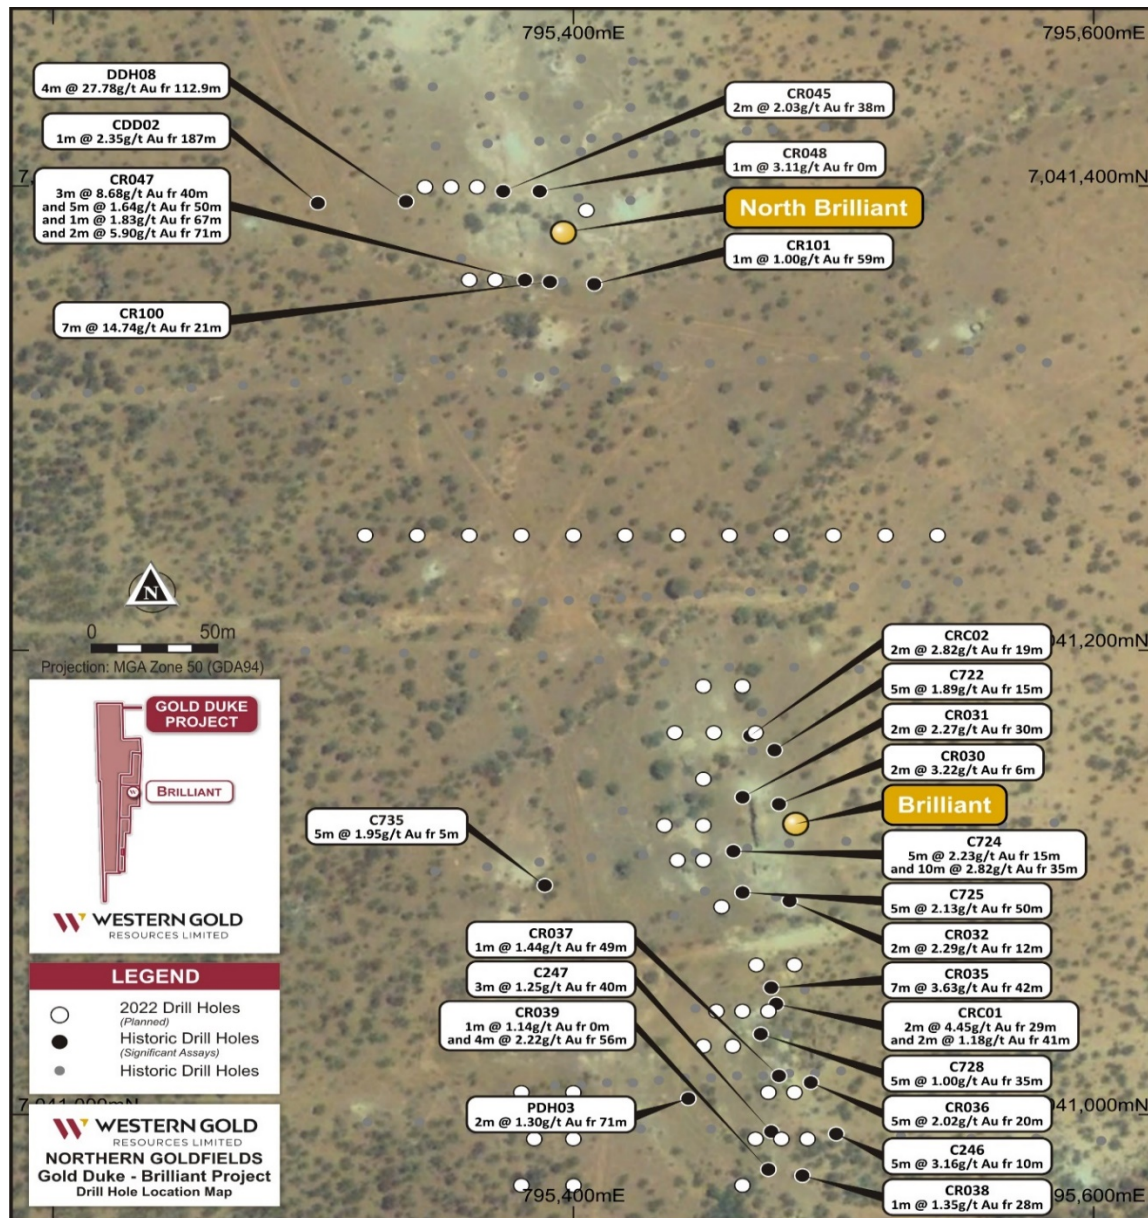 795,400mE
795,600mE
DDH08
4m @ 27.78g/t Au fr 112.9m
CDD02
1m @ 2.35g/t Au fr 187m
CR047
3m @ 8.68g/t Au fr 40m
and 5m @ 1.64g/t Au fr 50m
and 1m @ 1.83g/t Au fr 67m
and 2m @ 5.90g/t Au fr 71m
CR100
7m @ 14.74g/t Au fr 21m
CR045
2m @ 2.03g/t Au fr 38m
CR048
1m @ 3.11g/t Au fr 0m
7,041,400mN
North Brilliant
CR101
1m @ 1.00g/t Au fr 59m
N
0 50m
Projection: MGA Zone 50 (GDA94)
GOLD DUKE
PROJECT
BRILLIANT
WESTERN GOLD
RESOURCES LIMITED
LEGEND
2022 Drill Holes
(Planned)
Historic Drill Holes
(Significant Assays)
Historic Drill Holes
WESTERN GOLD
RESOURCES LIMITED
NORTHERN GOLDFIELDS
Gold Duke - Brilliant Project
Drill Hole Location Map
C735
5m @ 1.95g/t Au fr 5m
CR037
1m @ 1.44g/t Au fr 49m
C247
3m @ 1.25g/t Au fr 40m
CR039
1m @ 1.14g/t Au fr 0m
and 4m @ 2.22g/t Au fr 56m
PDH03
2m @ 1.30g/t Au fr 71m
CRC02
2m @ 2.82g/t Au fr 19m
C722
5m @ 1.89g/t Au fr 15m
CR031
2m @ 2.27g/t Au fr 30m
CR030
2m @ 3.22g/t Au fr 6m
Brilliant
C724
5m @ 2.23g/t Au fr 15m
and 10m @ 2.82g/t Au fr 35m
C725
5m @ 2.13g/t Au fr 50m
CR032
2m @ 2.29g/t Au fr 12m
CR035
7m @ 3.63g/t Au fr 42m
CRC01
2m @ 4.45g/t Au fr 29m
and 2m @ 1.18g/t Au fr 41m
C728
5m @ 1.00g/t Au fr 35m
CR036
5m @ 2.02g/t Au fr 20m
C246
5m @ 3.16g/t Au fr 10m
CR038
1m @ 1.35g/t Au fr 28m
041,200mN
041,000mN
795,400mE
795,600mE